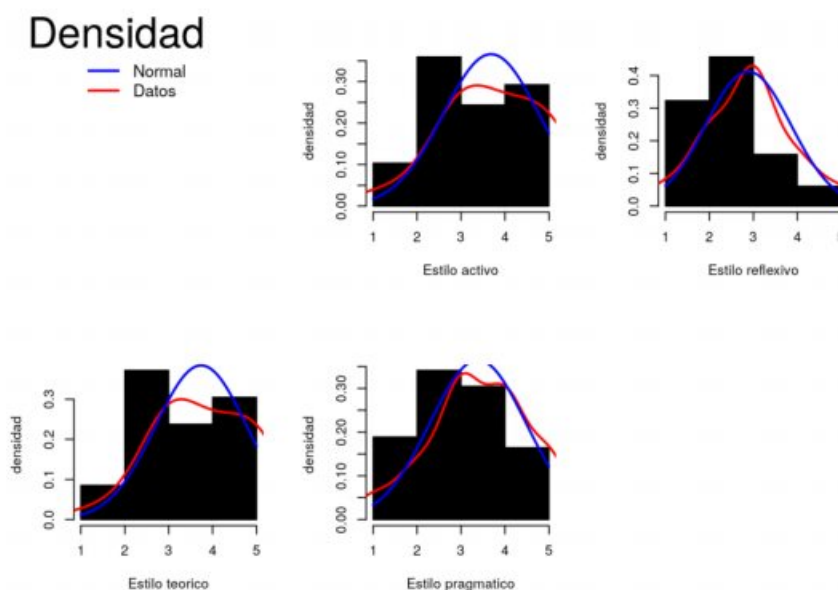 Densidad
Normal
Datos
densidad
0.00
0.10
0.20
0.30
1 2 3 4 5
Estilo activo
densidad
0.0
0.1
0.2
0.3
0.4
1 2 3 4
Estilo reflexivo
densidad
0.0
0.1
0.2
0.3
1 2 3 4 5
Estilo teorico
densidad
0.00
0.10
0.20
0.30
1 2 3 4 5
Estilo pragmatico